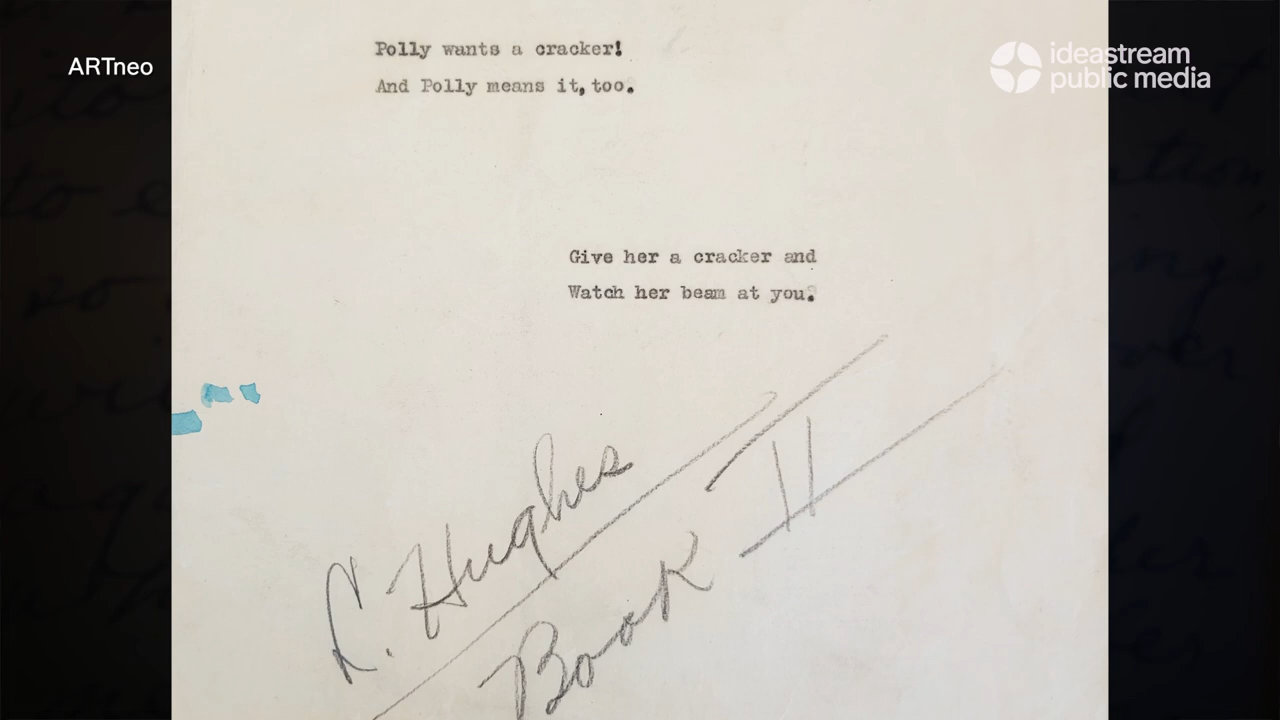 ARTneo
ideastream
public media
Polly wants a cracker!
And Polly means it, too.
Give her a cracker and
Watch her beam at you.
L. Hughes
Book II